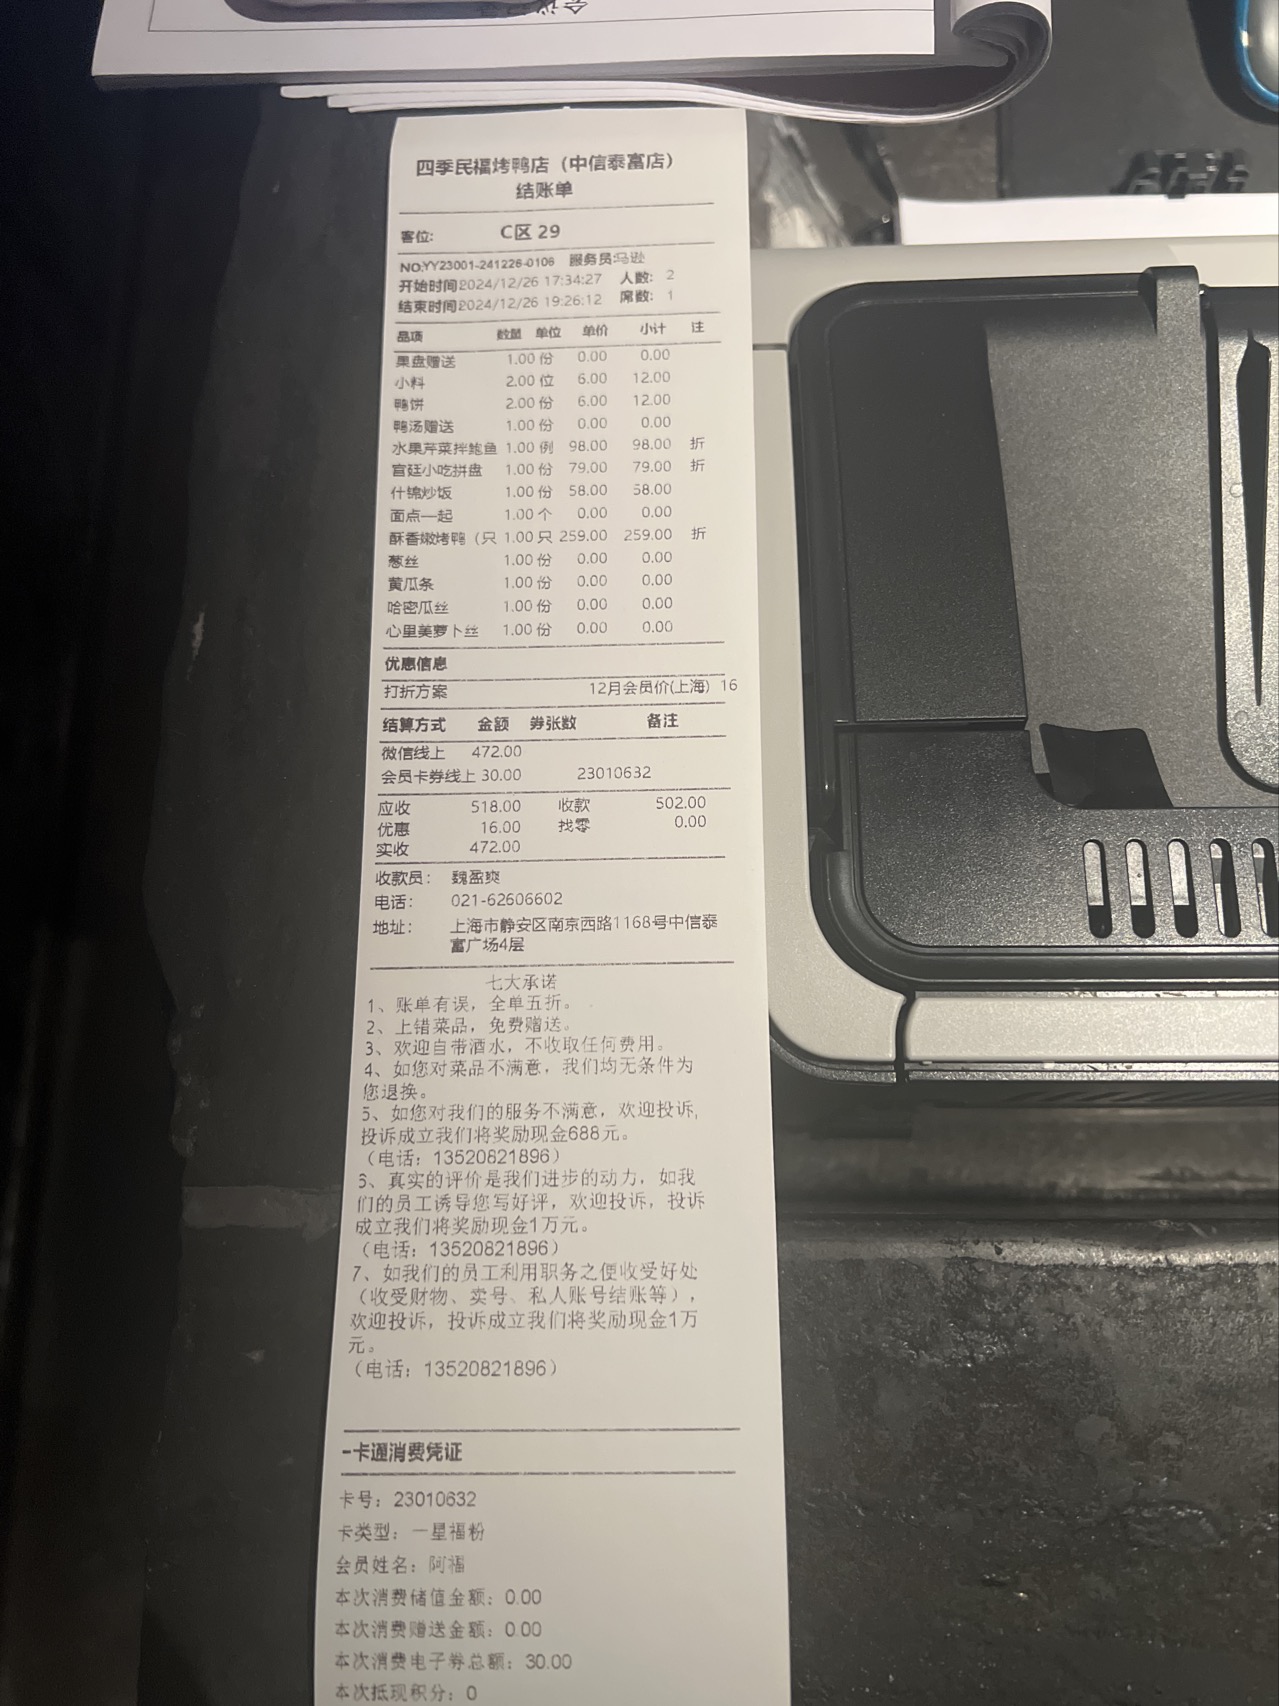 四季民福烤鸭店（中信泰富店）
结账单
客位: C区 29
NO:YY23001-241226-0106 服务员:马逊
开始时间2024/12/26 17:34:27 人数: 2
结束时间2024/12/26 19:26:12 席数: 1
品项 数量 单位 单价 小计 注
果盘赠送 1.00 份 0.00 0.00
小料 2.00 位 6.00 12.00
鸭饼 2.00 份 6.00 12.00
鸭汤赠送 1.00 份 0.00 0.00
水果芹菜拌鲍鱼 1.00 例 98.00 98.00 折
宫廷小吃拼盘 1.00 份 79.00 79.00 折
什锦炒饭 1.00 份 58.00 58.00
面点一起 1.00 个 0.00 0.00
酥香嫩烤鸭（只 1.00 只 259.00 259.00 折
葱丝 1.00 份 0.00 0.00
黄瓜条 1.00 份 0.00 0.00
哈密瓜丝 1.00 份 0.00 0.00
心里美萝卜丝 1.00 份 0.00 0.00
优惠信息
打折方案 12月会员价(上海) 16
结算方式 金额 券张数 备注
微信线上 472.00
会员卡券线上 30.00 23010632
应收 518.00 收款 502.00
优惠 16.00 找零 0.00
实收 472.00
收款员: 魏盈爽
电话: 021-62606602
地址: 上海市静安区南京西路1168号中信泰
富广场4层
七大承诺
1、账单有误，全单五折。
2、上错菜品，免费赠送。
3、欢迎自带酒水，不收取任何费用。
4、如您对菜品不满意，我们均无条件为
您退换。
5、如您对我们的服务不满意，欢迎投诉，
投诉成立我们将奖励现金688元。
（电话：13520821896）
6、真实的评价是我们进步的动力，如我
们的员工诱导您写好评，欢迎投诉，投诉
成立我们将奖励现金1万元。
（电话：13520821896）
7、如我们的员工利用职务之便收受好处
（收受财物、卖号、私人账号结账等），
欢迎投诉，投诉成立我们将奖励现金1万
元。
（电话：13520821896）
一卡通消费凭证
卡号：23010632
卡类型：一星福粉
会员姓名：阿福
本次消费储值金额：0.00
本次消费赠送金额：0.00
本次消费电子券总额：30.00
本次抵现积分：0